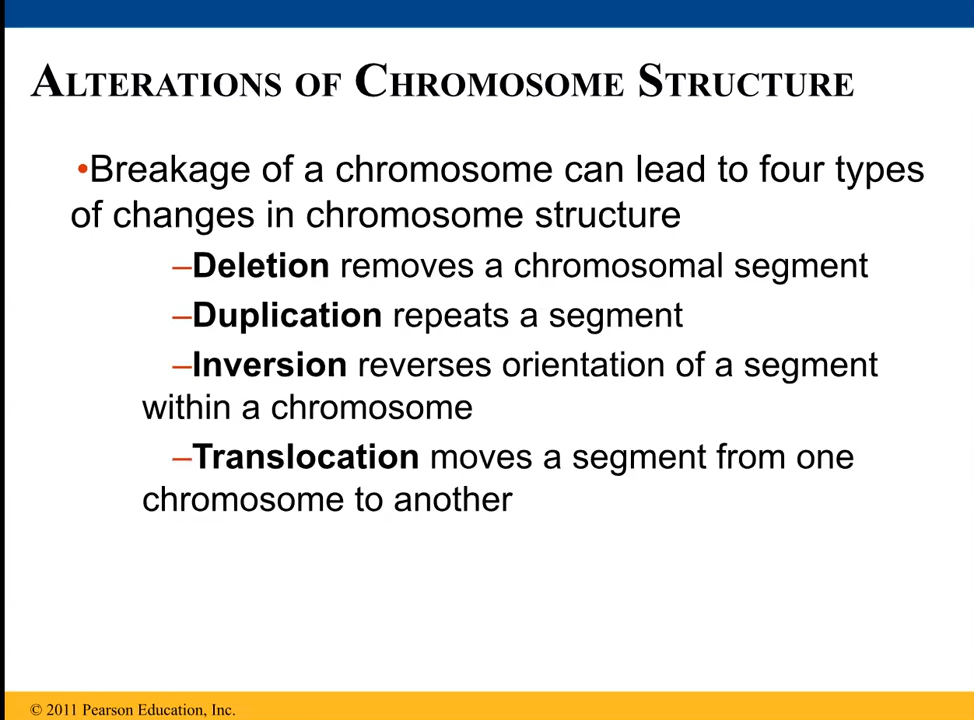 ALTERATIONS OF CHROMOSOME STRUCTURE
•Breakage of a chromosome can lead to four types
of changes in chromosome structure
–Deletion removes a chromosomal segment
–Duplication repeats a segment
–Inversion reverses orientation of a segment
within a chromosome
–Translocation moves a segment from one
chromosome to another
© 2011 Pearson Education, Inc.